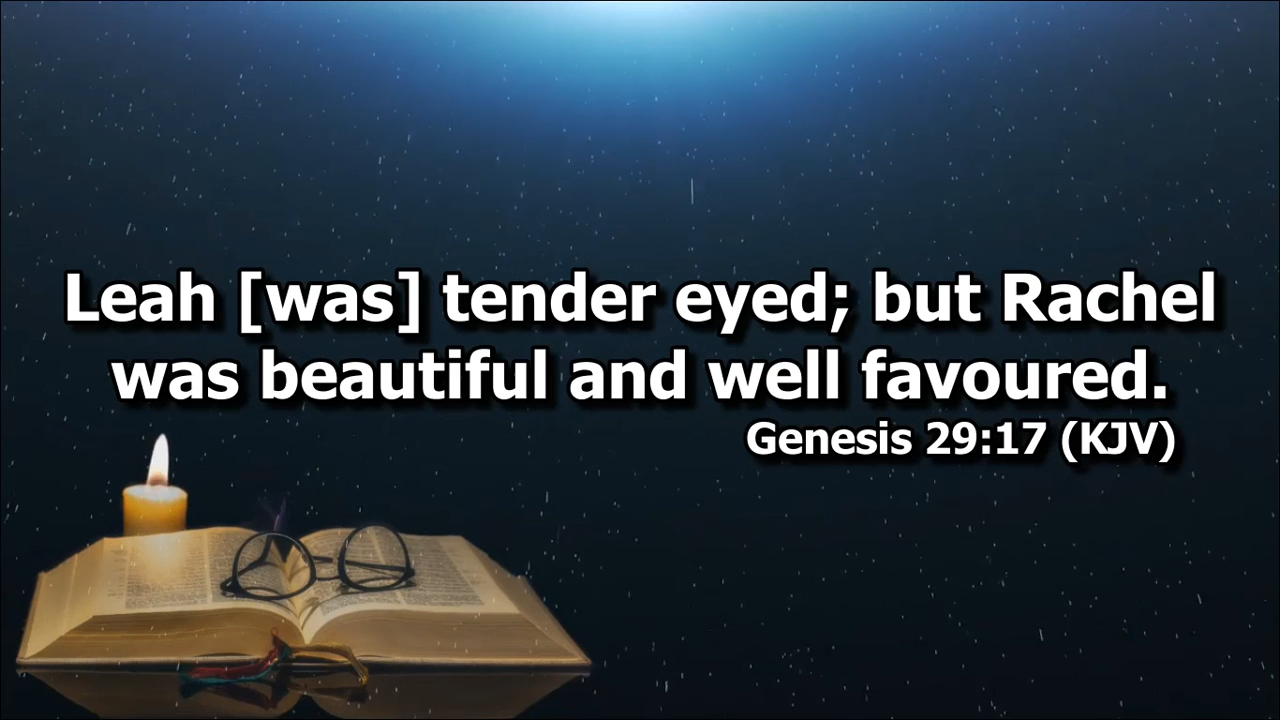 Leah [was] tender eyed; but Rachel
was beautiful and well favoured.
Genesis 29:17 (KJV)